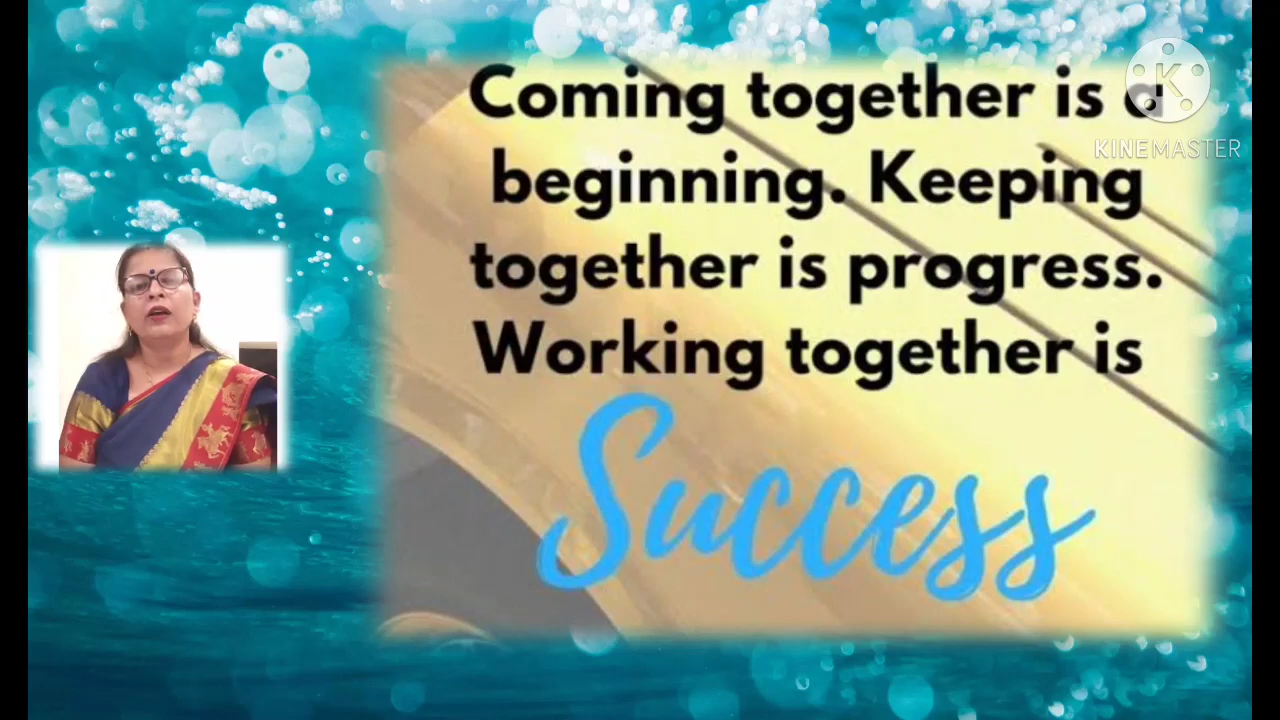 Coming together is a
beginning. Keeping
together is progress.
Working together is
Success
K
KINEMASTER